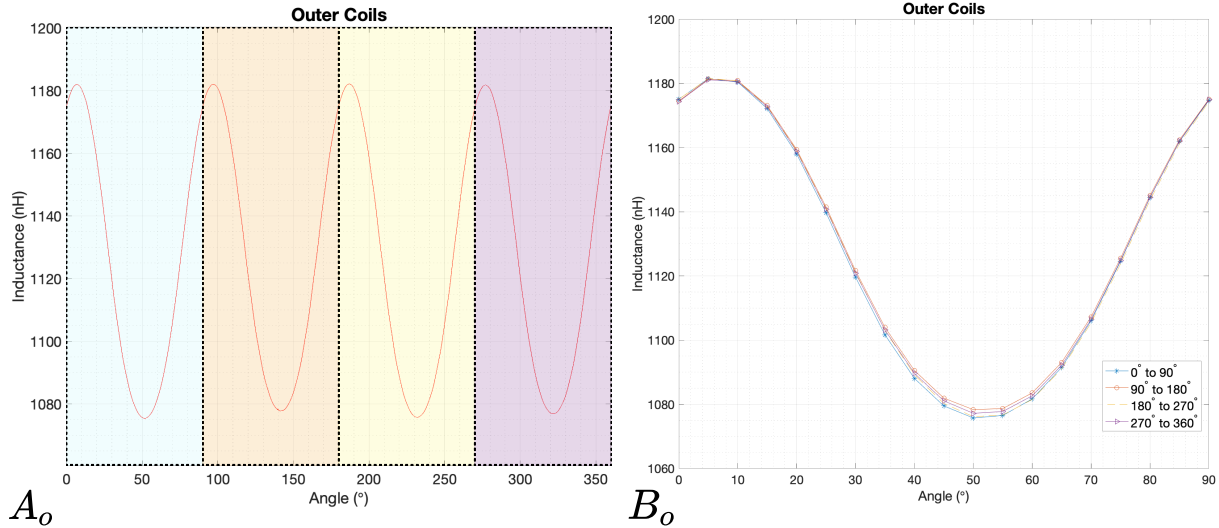 Outer Coils
1200
1180
1160
1140
1120
1100
1080
Inductance (nH)
0
50
100
150
200
250
300
350
Angle (°)
A_o
Outer Coils
1200
1180
1160
1140
1120
1100
1080
1060
Inductance (nH)
0
10
20
30
40
50
60
70
80
90
Angle (°)
0° to 90°
90° to 180°
180° to 270°
270° to 360°
B_o